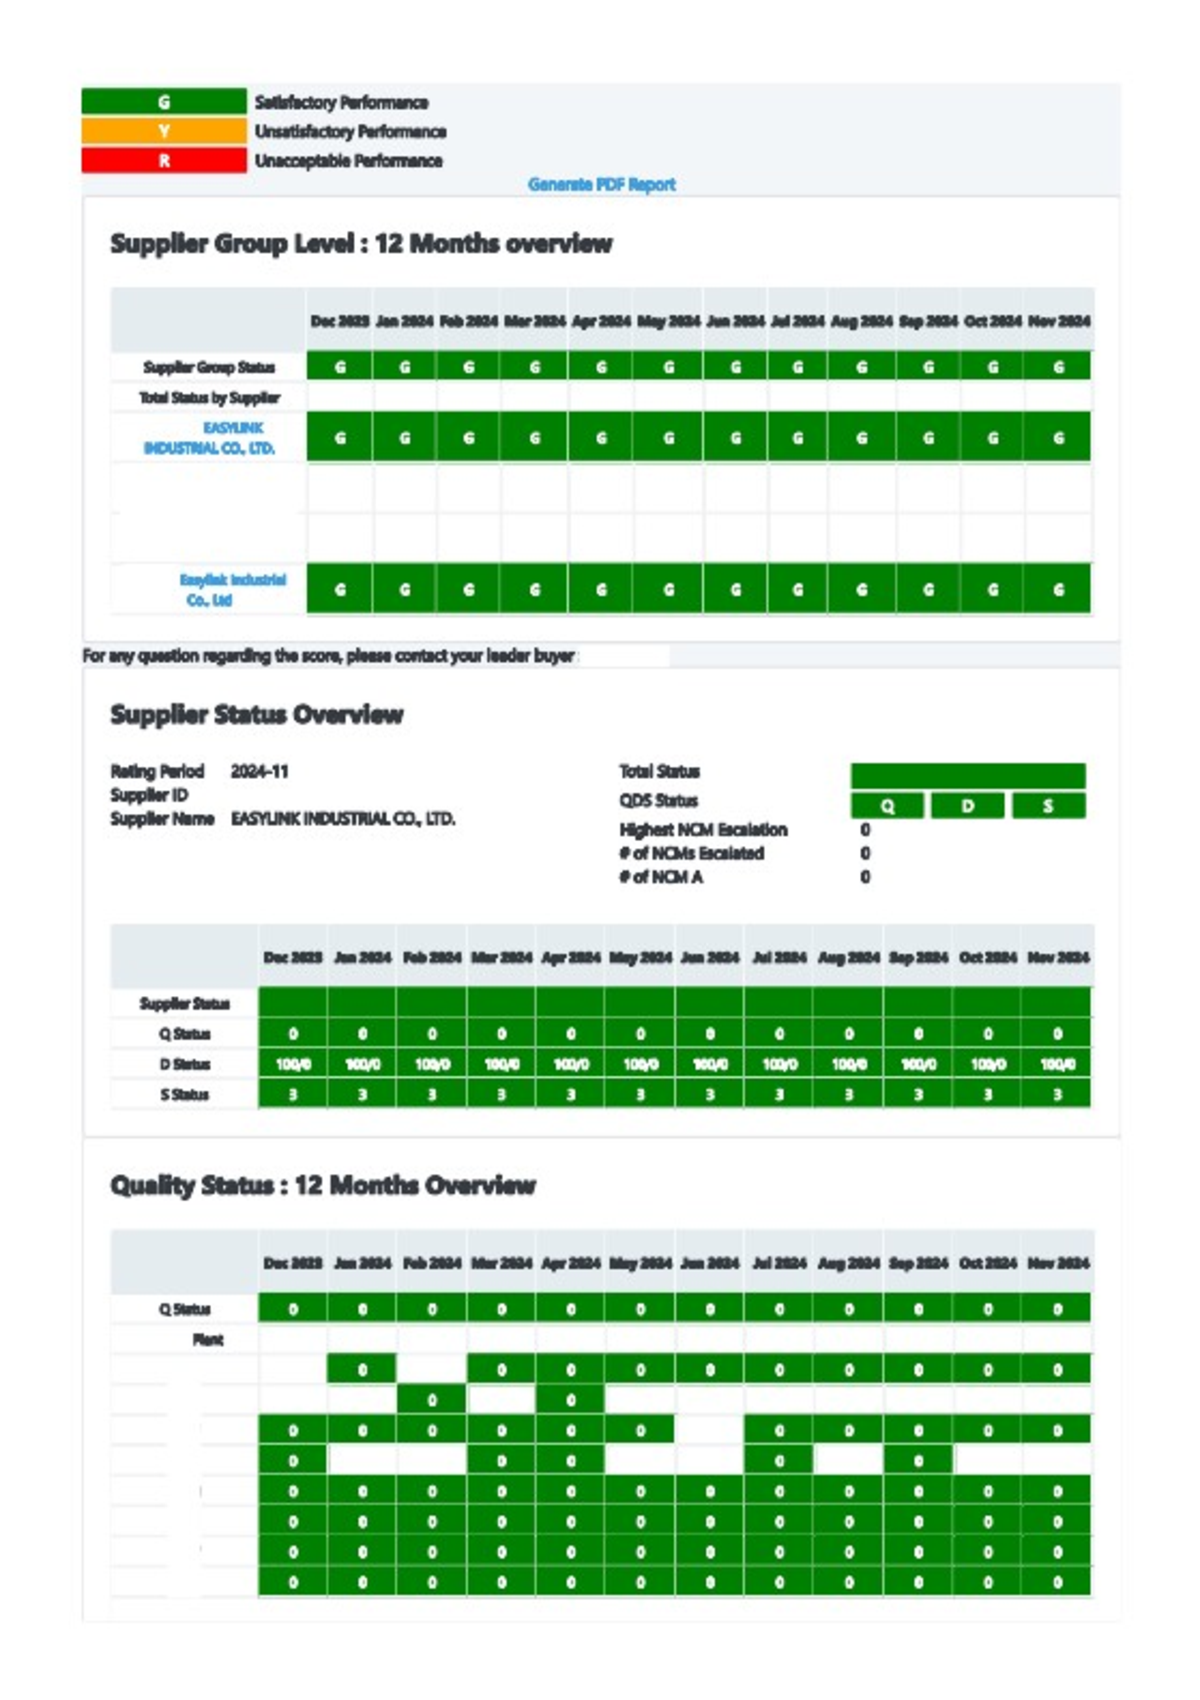 G Satisfactory Performance
Y Unsatisfactory Performance
R Unacceptable Performance
Generate PDF Report
Supplier Group Level : 12 Months overview
Dec 2023 Jan 2024 Feb 2024 Mar 2024 Apr 2024 May 2024 Jun 2024 Jul 2024 Aug 2024 Sep 2024 Oct 2024 Nov 2024
Supplier Group Status G G G G G G G G G G G G
Total Status by Supplier
EASYLINK
INDUSTRIAL CO., LTD. G G G G G G G G G G G G
Easylink Industrial
Co., Ltd G G G G G G G G G G G G
For any question regarding the score, please contact your leader buyer :
Supplier Status Overview
Rating Period 2024-11 Total Status
Supplier ID QDS Status Q D S
Supplier Name EASYLINK INDUSTRIAL CO., LTD. Highest NCM Escalation 0
# of NCMs Escalated 0
# of NCM A 0
Dec 2023 Jan 2024 Feb 2024 Mar 2024 Apr 2024 May 2024 Jun 2024 Jul 2024 Aug 2024 Sep 2024 Oct 2024 Nov 2024
Supplier Status
Q Status 0 0 0 0 0 0 0 0 0 0 0 0
D Status 100/0 100/0 100/0 100/0 100/0 100/0 100/0 100/0 100/0 100/0 100/0 100/0
S Status 3 3 3 3 3 3 3 3 3 3 3 3
Quality Status : 12 Months Overview
Dec 2023 Jan 2024 Feb 2024 Mar 2024 Apr 2024 May 2024 Jun 2024 Jul 2024 Aug 2024 Sep 2024 Oct 2024 Nov 2024
Q Status 0 0 0 0 0 0 0 0 0 0 0 0
Plant
0 0 0 0 0 0 0 0 0 0
0 0
0 0 0 0 0 0 0 0 0 0 0
0 0 0 0 0
0 0 0 0 0 0 0 0 0 0 0 0
0 0 0 0 0 0 0 0 0 0 0 0
0 0 0 0 0 0 0 0 0 0 0 0
0 0 0 0 0 0 0 0 0 0 0 0